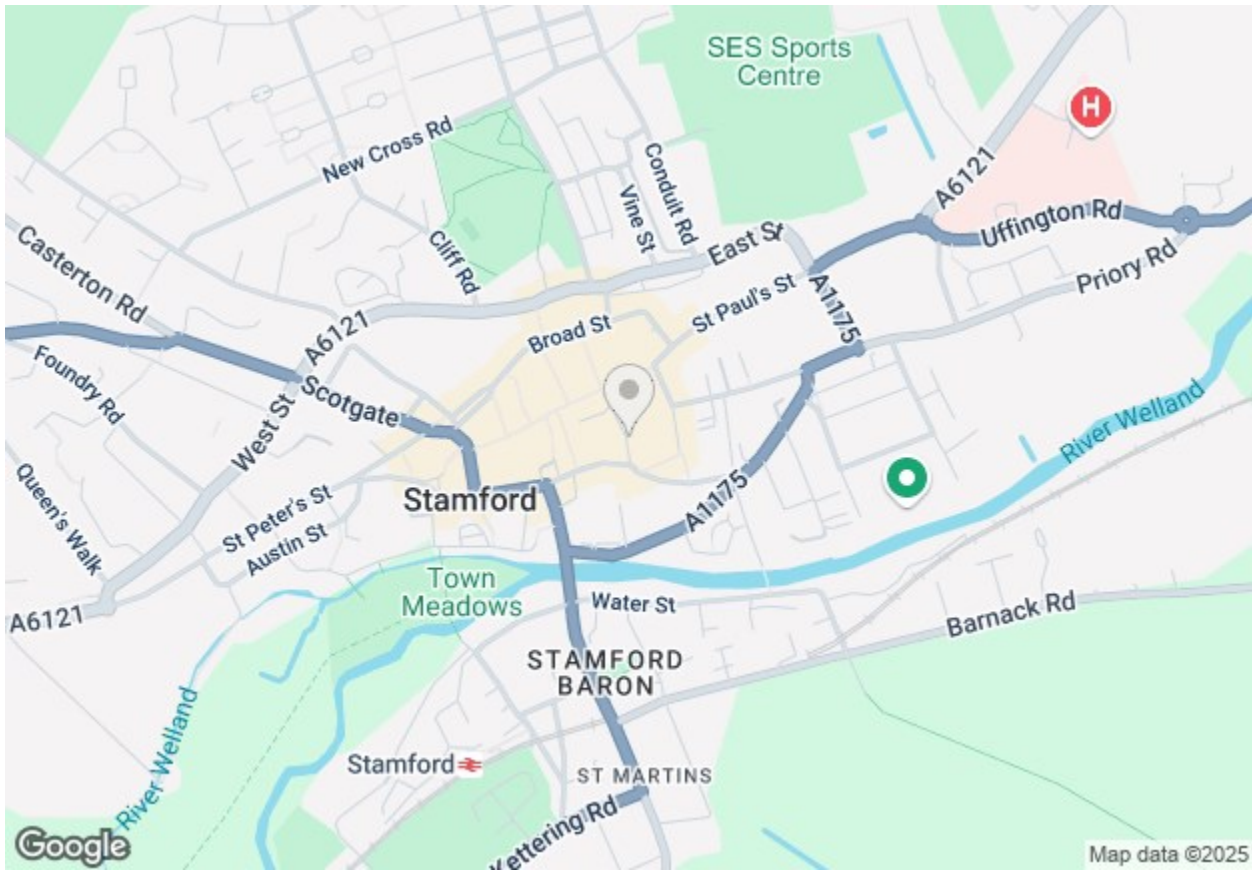 SES Sports
Centre
H
A6121
New Cross Rd
Conduit Rd
Vine St
Uffington Rd
Casterton Rd
Cliff Rd
East St
Priory Rd
St Paul's St
A1175
A6121
Broad St
Foundry Rd
Scotgate
West St
River Welland
Queen's Walk
Stamford
St Peter's St
A1175
Austin St
Town
Meadows
Water St
A6121
Barnack Rd
STAMFORD
BARON
River Welland
Stamford
ST MARTINS
Kettering Rd
Google
Map data ©2025